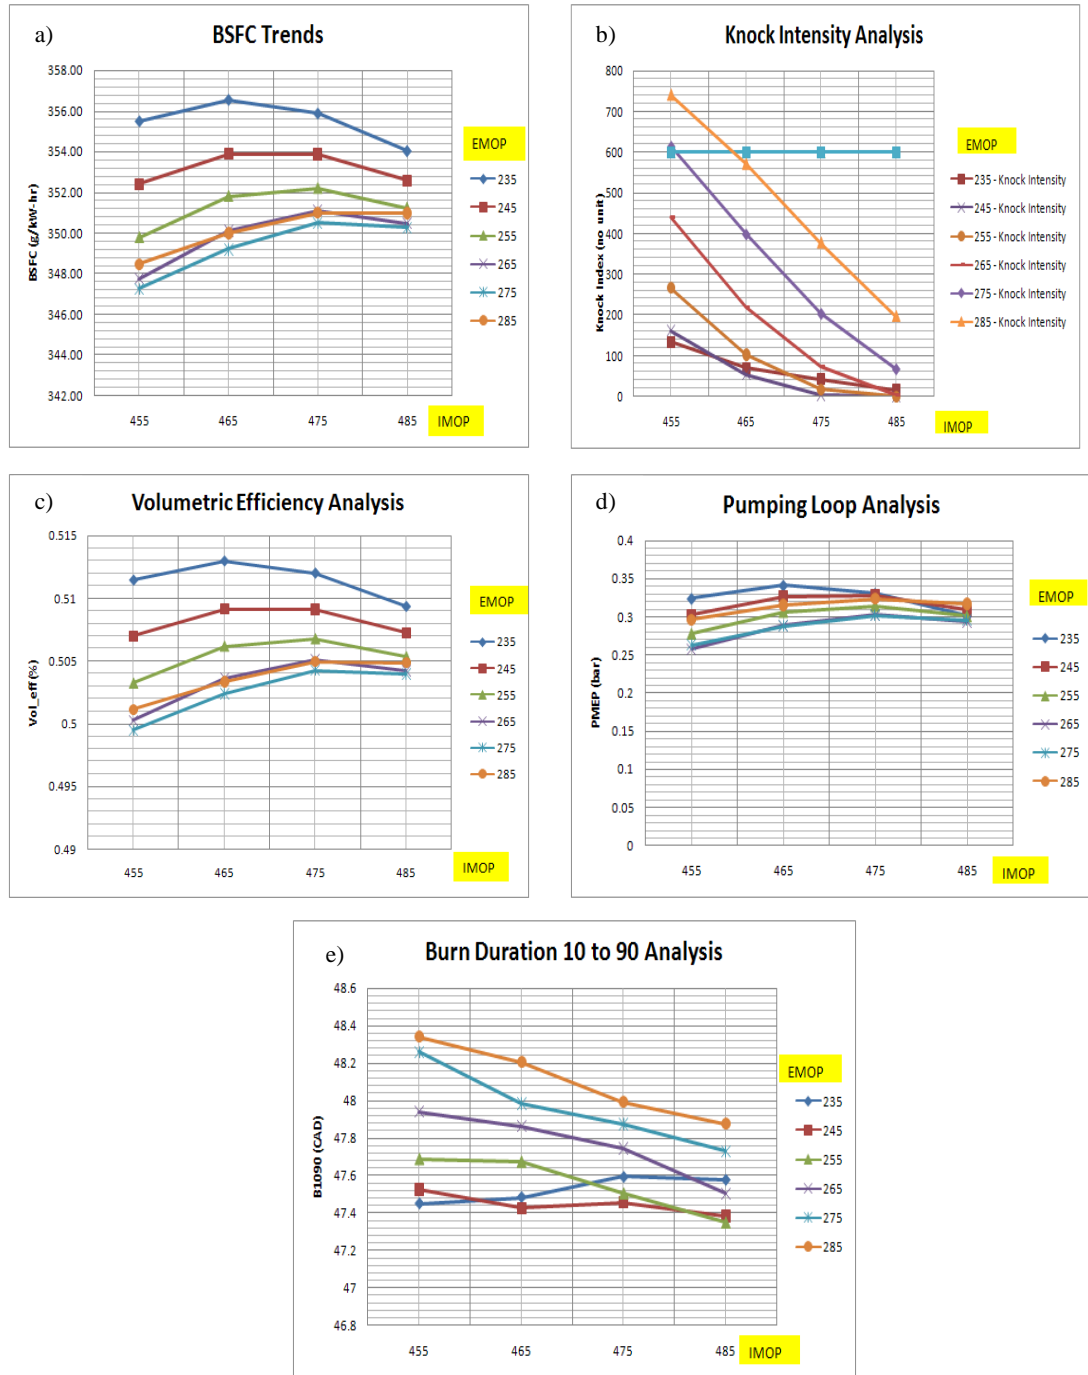 a)
BSFC Trends
358.00
356.00
354.00
352.00
350.00
348.00
346.00
344.00
342.00
BSFC (g/kW-hr)
455 465 475 485
IMOP
EMOP
235
245
255
265
275
285
b)
Knock Intensity Analysis
800
700
600
500
400
300
200
100
0
Knock Index (no unit)
455 465 475 485
IMOP
EMOP
235 - Knock Intensity
245 - Knock Intensity
255 - Knock Intensity
265 - Knock Intensity
275 - Knock Intensity
285 - Knock Intensity
c)
Volumetric Efficiency Analysis
0.515
0.51
0.505
0.5
0.495
0.49
Vol_eff (%)
455 465 475 485
IMOP
EMOP
235
245
255
265
275
285
d)
Pumping Loop Analysis
0.4
0.35
0.3
0.25
0.2
0.15
0.1
0.05
0
PMEP (bar)
455 465 475 485
IMOP
EMOP
235
245
255
265
275
285
e)
Burn Duration 10 to 90 Analysis
48.6
48.4
48.2
48
47.8
47.6
47.4
47.2
47
46.8
B1090 (CAD)
455 465 475 485
IMOP
EMOP
235
245
255
265
275
285